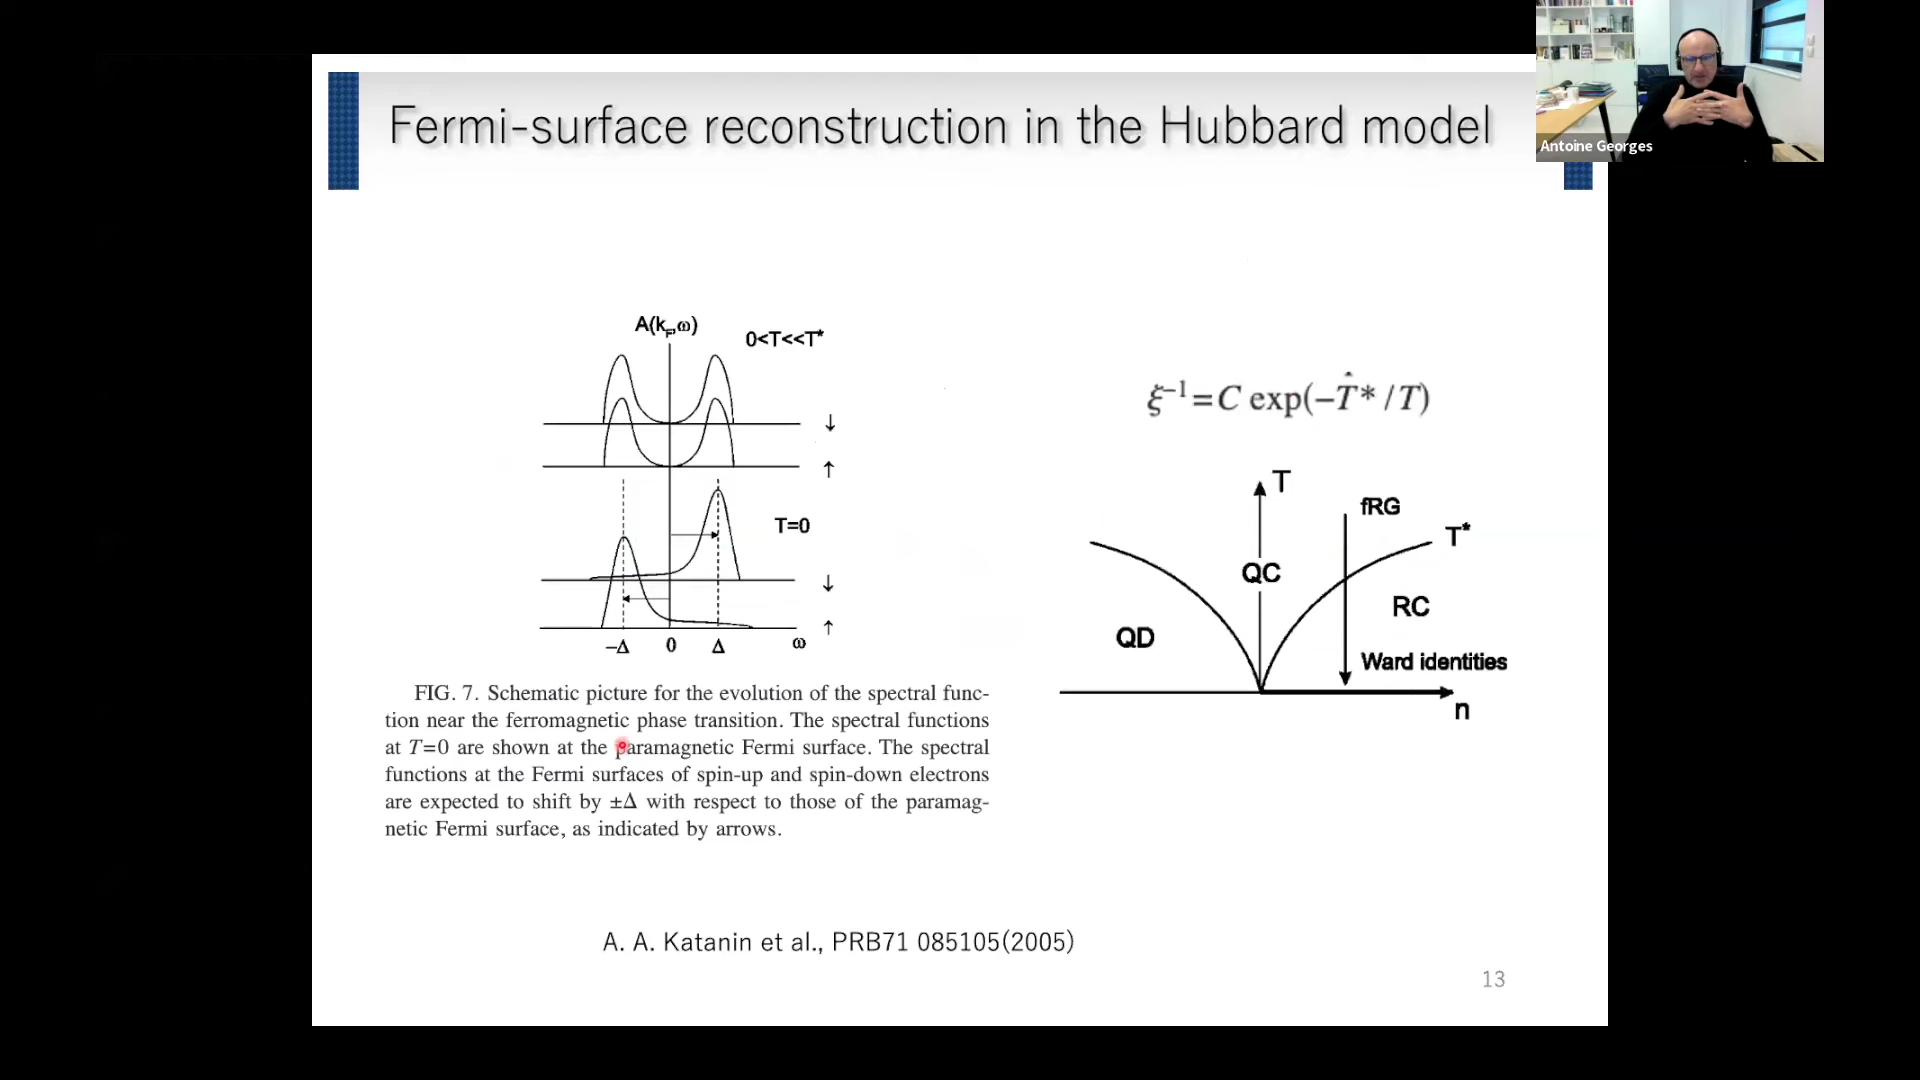 Fermi-surface reconstruction in the Hubbard model
Antoine Georges
A(k_F,ω)
0<T<<T*
↓
↑
T=0
↓
↑
−Δ 0 Δ ω
FIG. 7. Schematic picture for the evolution of the spectral func-
tion near the ferromagnetic phase transition. The spectral functions
at T=0 are shown at the paramagnetic Fermi surface. The spectral
functions at the Fermi surfaces of spin-up and spin-down electrons
are expected to shift by ±Δ with respect to those of the paramag-
netic Fermi surface, as indicated by arrows.
ξ⁻¹=C exp(−T*/T)
T
fRG
T*
QC
RC
QD
Ward identities
n
A. A. Katanin et al., PRB71 085105(2005)
13